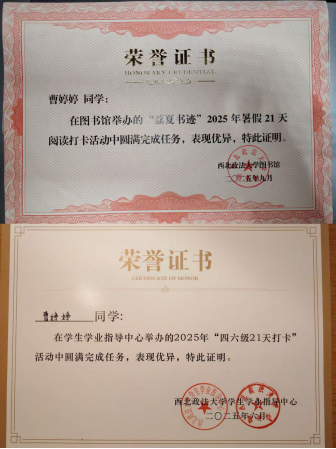 荣誉证书
HONORARY CREDENTIAL
曹婷婷 同学:
在图书馆举办的“荔夏书迹”2025年暑假21天
阅读打卡活动中圆满完成任务，表现优异，特此证明。
西北政法大学图书馆
二〇二五年九月
荣誉证书
CERTIFICATE OF HONOR
曹婷婷 同学:
在学生学业指导中心举办的2025年“四六级21天打卡”
活动中圆满完成任务，表现优异，特此证明。
西北政法大学学生学业指导中心
二〇二五年六月